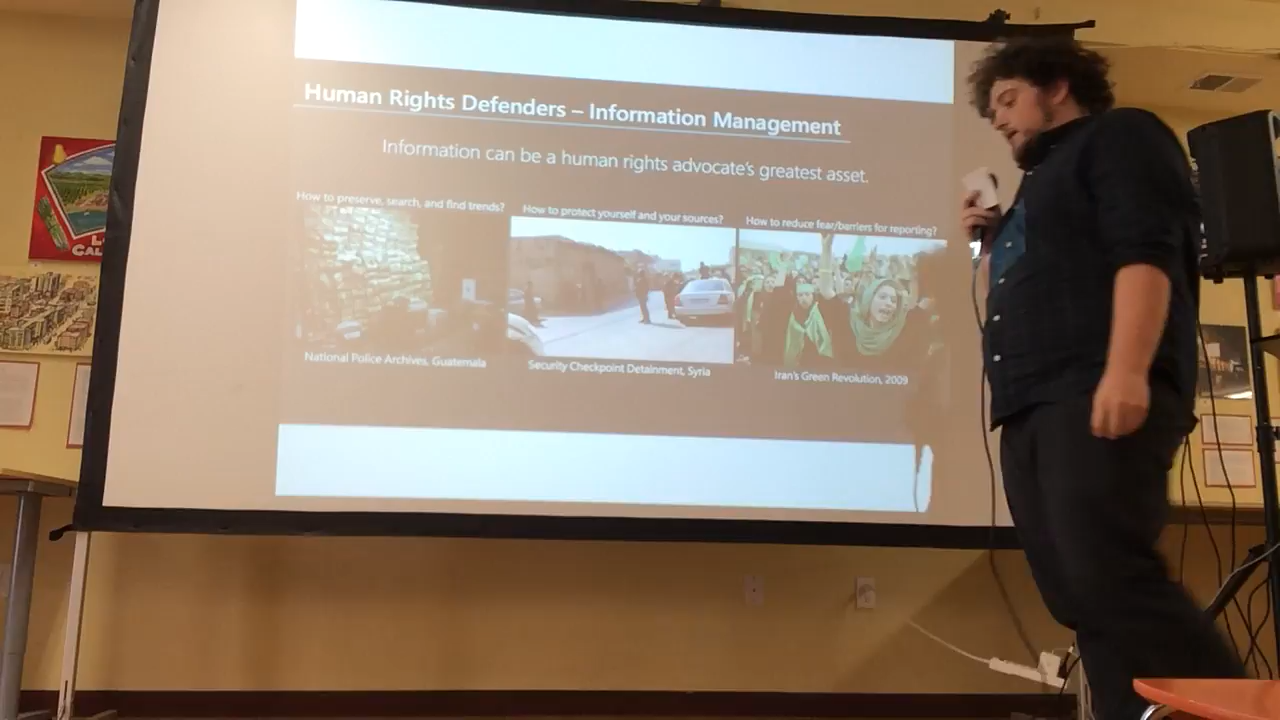 Human Rights Defenders – Information Management
Information can be a human rights advocate's greatest asset.
How to preserve, search, and find trends?
How to protect yourself and your sources?
How to reduce fear/barriers for reporting?
National Police Archives, Guatemala
Security Checkpoint Detainment, Syria
Iran's Green Revolution, 2009